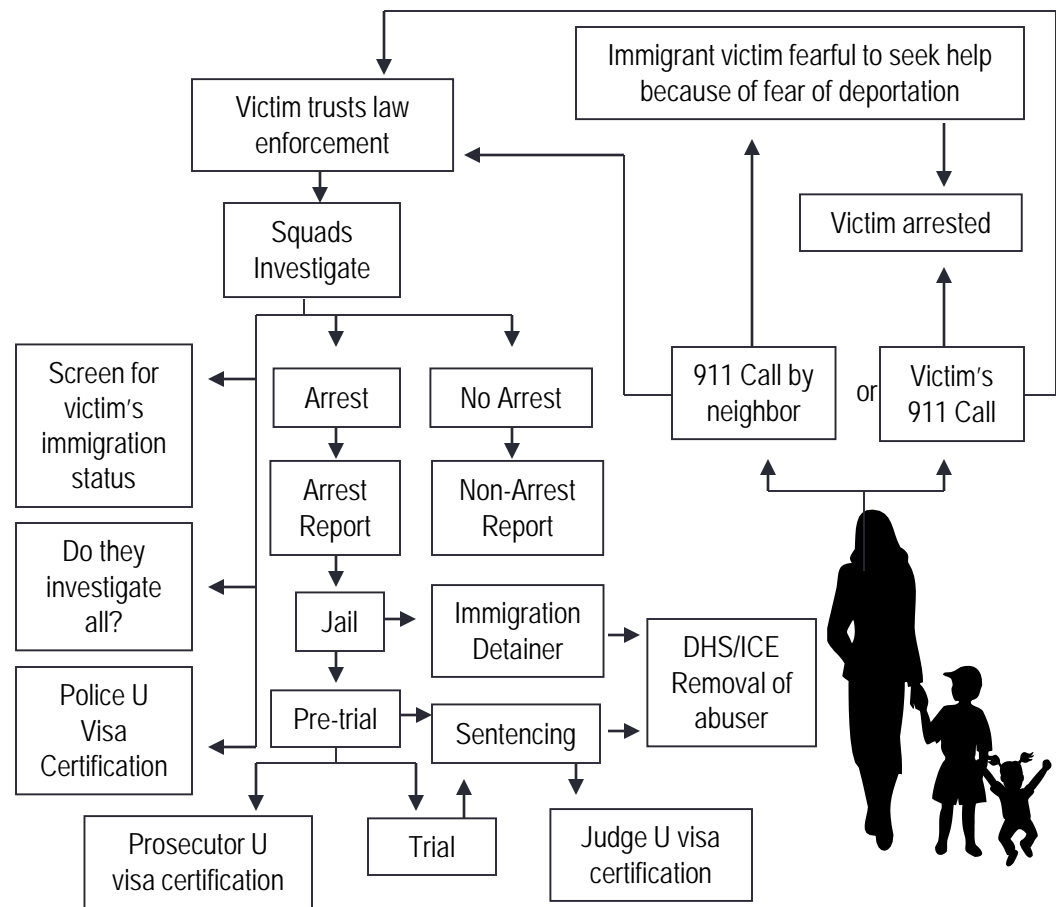 Immigrant victim fearful to seek help
because of fear of deportation
Victim trusts law
enforcement
Victim arrested
Squads
Investigate
Screen for
victim's
immigration
status
Arrest
No Arrest
911 Call by
neighbor
or
Victim's
911 Call
Arrest
Report
Non-Arrest
Report
Do they
investigate
all?
Jail
Immigration
Detainer
DHS/ICE
Removal of
abuser
Police U
Visa
Certification
Pre-trial
Sentencing
Prosecutor U
visa certification
Trial
Judge U visa
certification